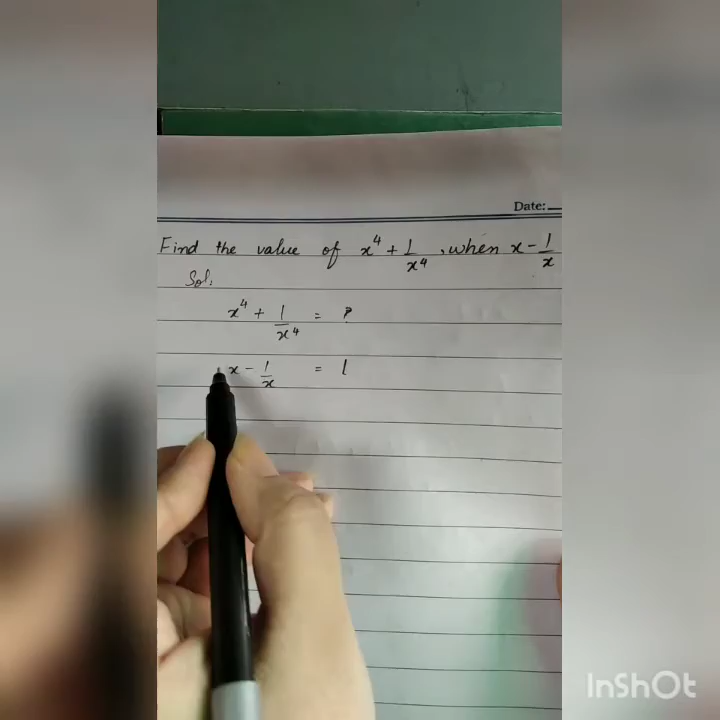 Date:
Find the value of x⁴ + 1/x⁴, when x - 1/x
Sol.
x⁴ + 1/x⁴ = ?
x - 1/x = 1
InShOt